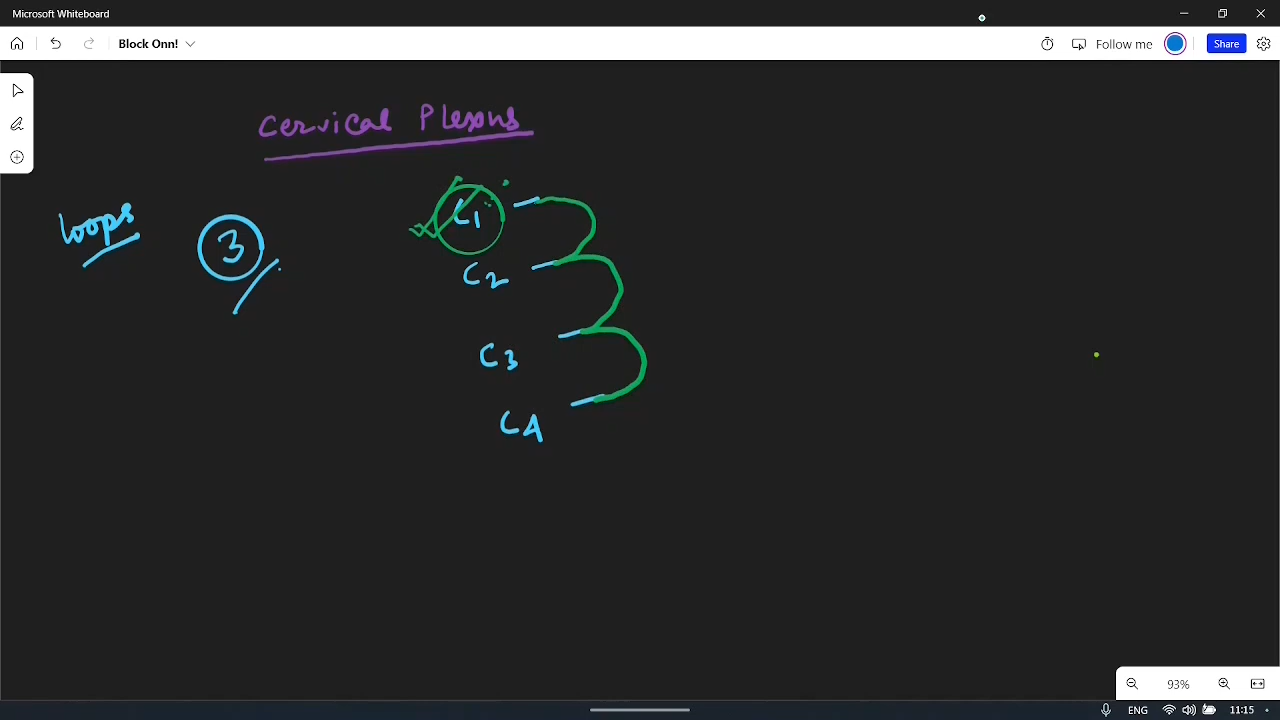 Microsoft Whiteboard
Block Onn!
Follow me
Share
Cervical Plexus
Loops
3
C1
C2
C3
C4
93%
ENG
11:15